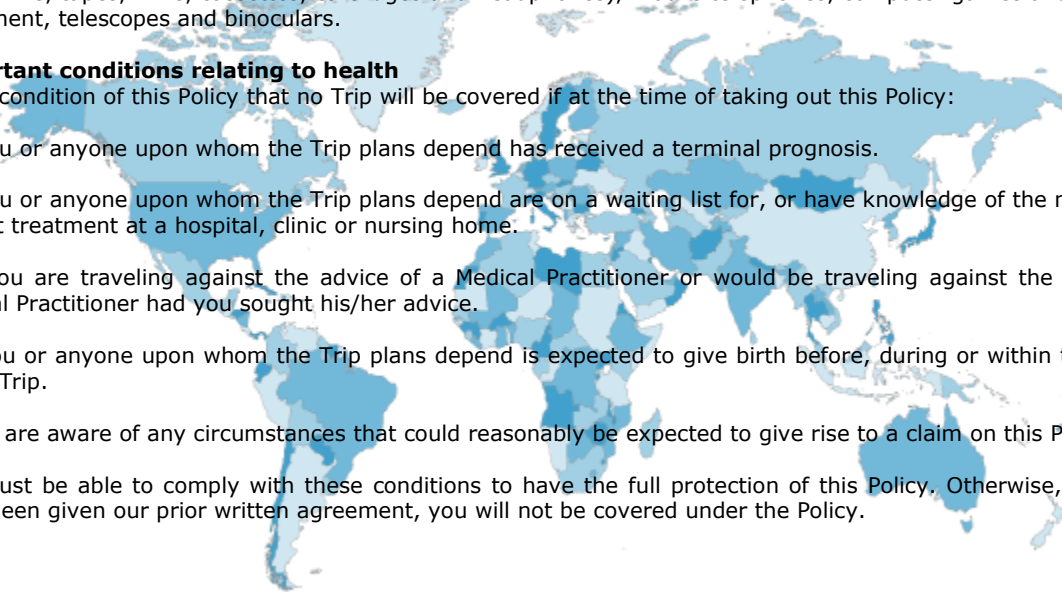 ment, telescopes and binoculars.
rtant conditions relating to health
condition of this Policy that no Trip will be covered if at the time of taking out this Policy:
u or anyone upon whom the Trip plans depend has received a terminal prognosis.
u or anyone upon whom the Trip plans depend are on a waiting list for, or have knowledge of the n
t treatment at a hospital, clinic or nursing home.
ou are traveling against the advice of a Medical Practitioner or would be traveling against the
al Practitioner had you sought his/her advice.
ou or anyone upon whom the Trip plans depend is expected to give birth before, during or within t
Trip.
are aware of any circumstances that could reasonably be expected to give rise to a claim on this P
ust be able to comply with these conditions to have the full protection of this Policy. Otherwise,
een given our prior written agreement, you will not be covered under the Policy.